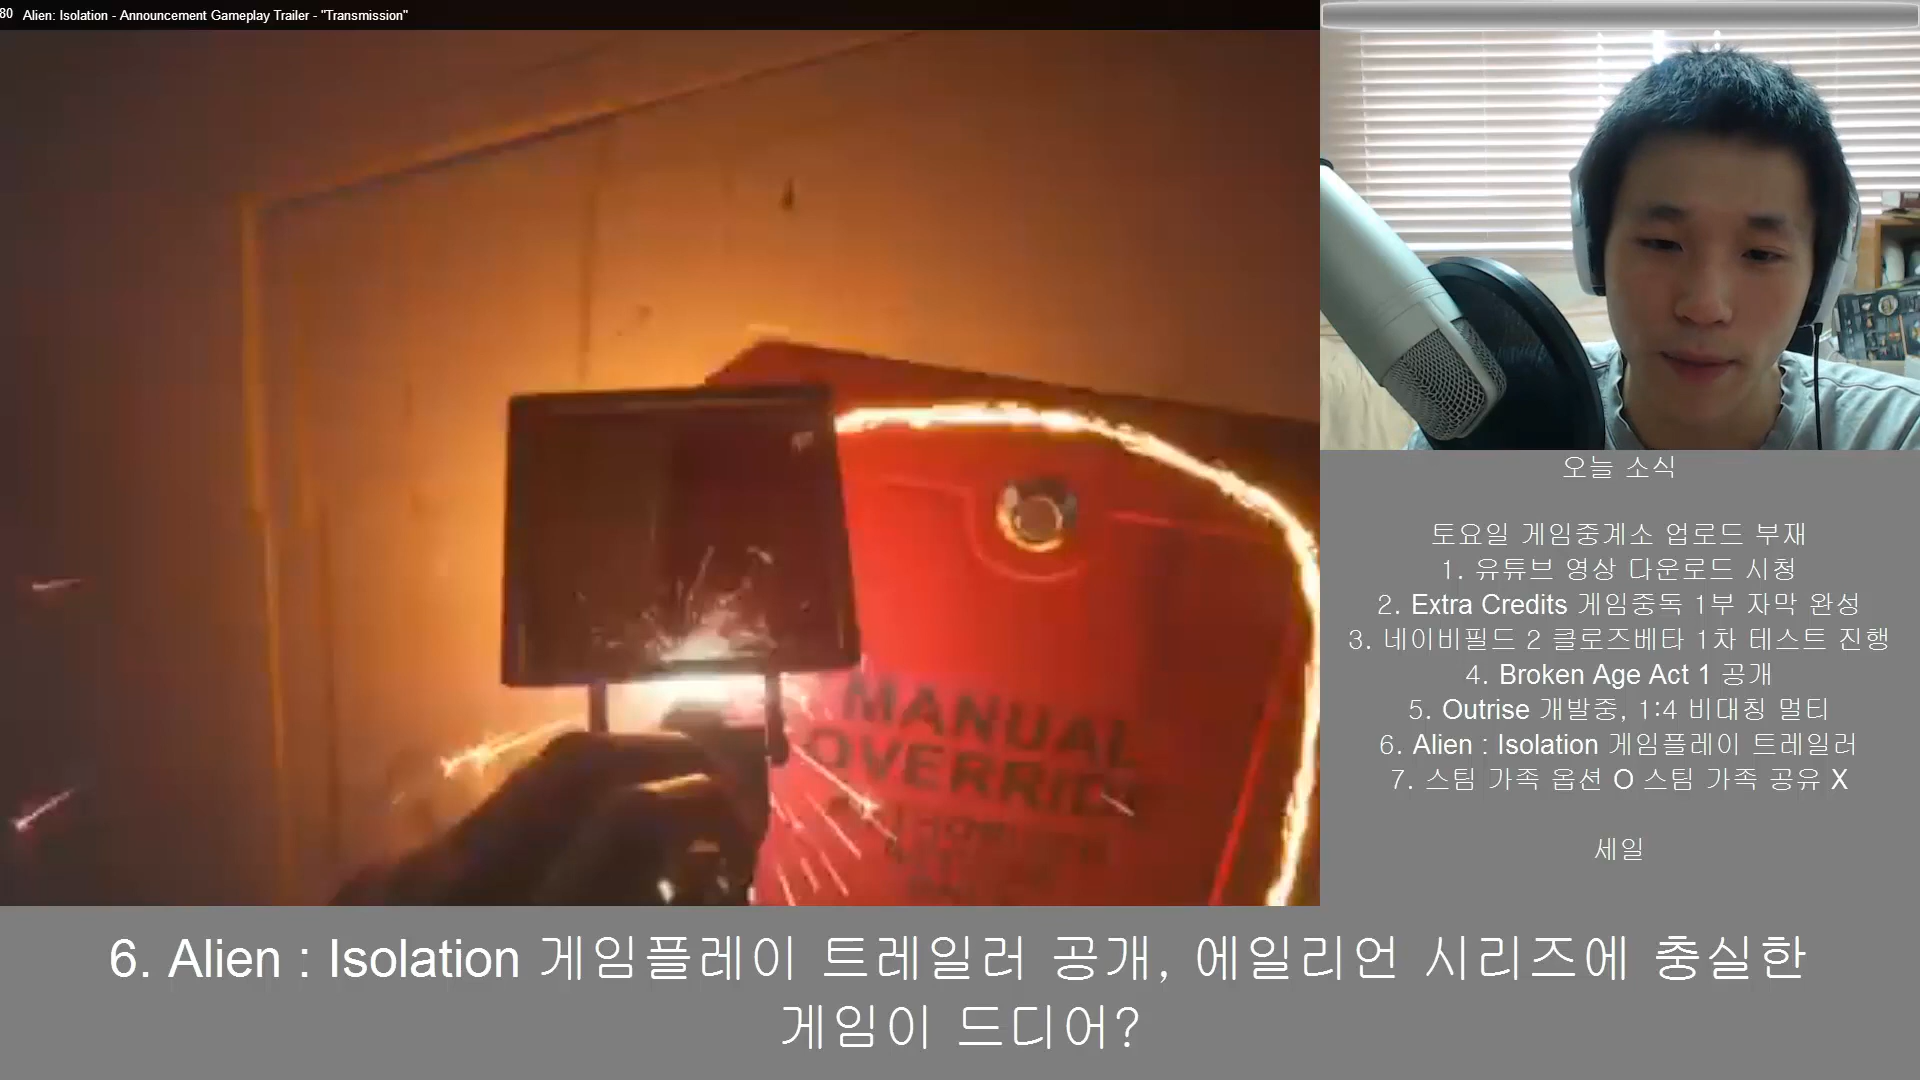 80 Alien: Isolation - Announcement Gameplay Trailer - "Transmission"
MANUAL
OVERRIDE
오늘 소식
토요일 게임중계소 업로드 부재
1. 유튜브 영상 다운로드 시청
2. Extra Credits 게임중독 1부 자막 완성
3. 네이비필드 2 클로즈베타 1차 테스트 진행
4. Broken Age Act 1 공개
5. Outrise 개발중, 1:4 비대칭 멀티
6. Alien : Isolation 게임플레이 트레일러
7. 스팀 가족 옵션 O 스팀 가족 공유 X
세일
6. Alien : Isolation 게임플레이 트레일러 공개, 에일리언 시리즈에 충실한
게임이 드디어?